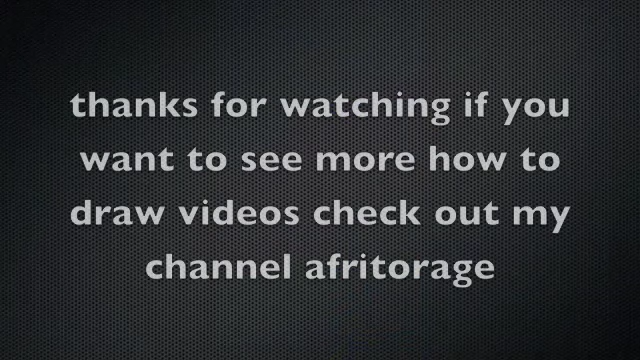 thanks for watching if you
want to see more how to
draw videos check out my
channel afritorage